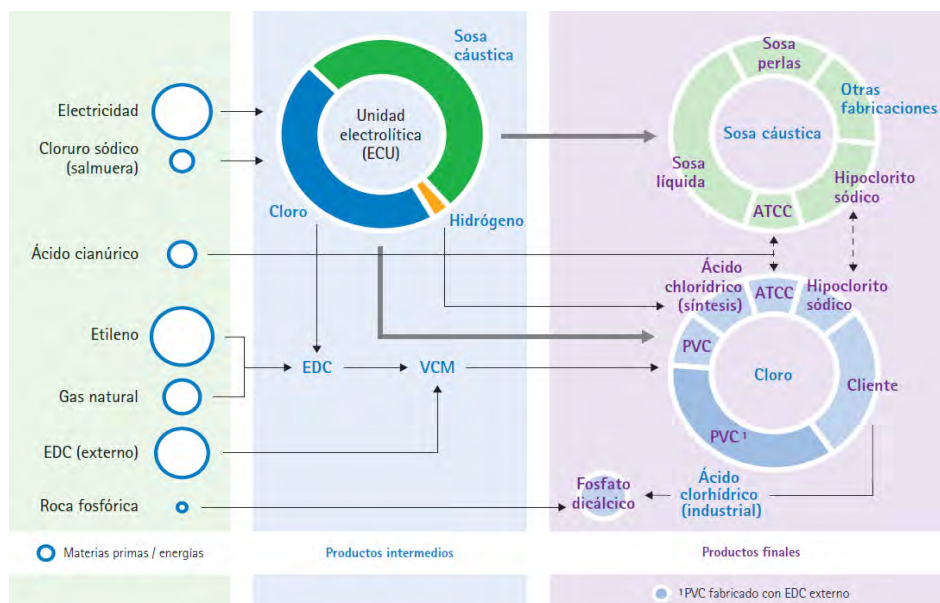 Electricidad
Cloruro sódico
(salmuera)
Ácido cianúrico
Etileno
Gas natural
EDC (externo)
Roca fosfórica
Materias primas / energías
Sosa
cáustica
Unidad
electrolítica
(ECU)
Cloro
Hidrógeno
EDC
VCM
Productos intermedios
Sosa
perlas
Otras
fabricaciones
Sosa cáustica
Sosa
líquida
Hipoclorito
sódico
ATCC
Ácido
clorídrico
(síntesis)
ATCC
Hipoclorito
sódico
PVC
Cloro
Cliente
PVC ¹
Fosfato
dicálcico
Ácido
clorhídrico
(industrial)
Productos finales
¹PVC fabricado con EDC externo